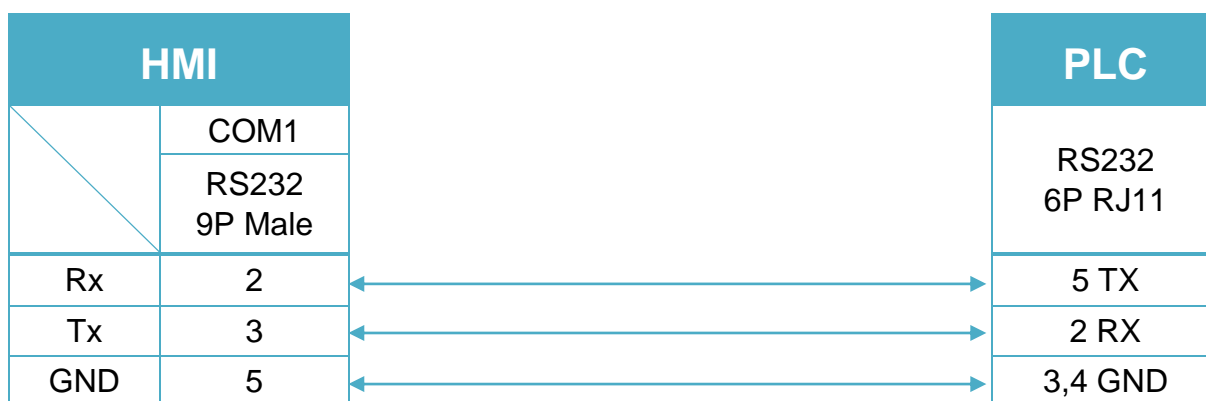 HMI PLC
COM1
RS232
9P Male
RS232
6P RJ11
Rx 2 5 TX
Tx 3 2 RX
GND 5 3,4 GND